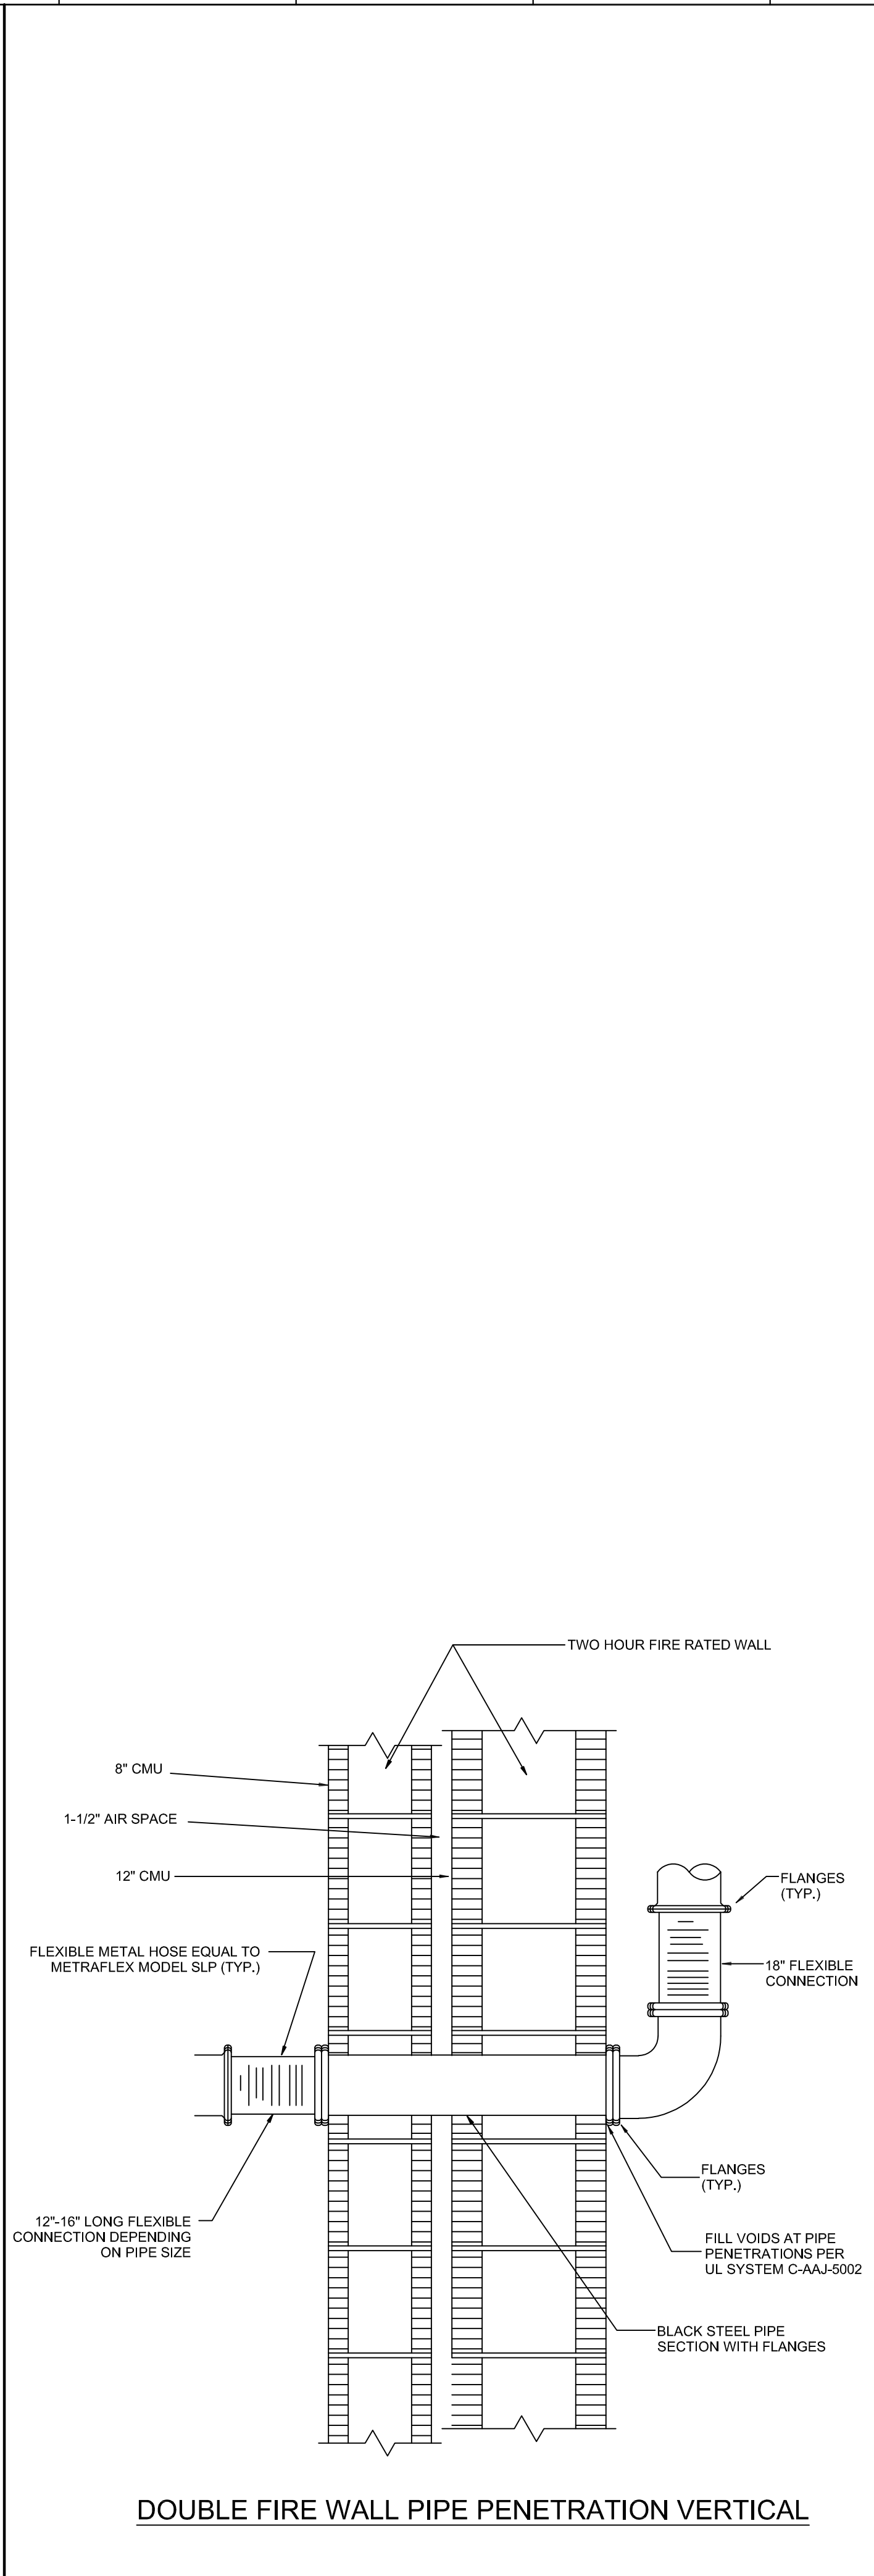 TWO HOUR FIRE RATED WALL
8" CMU
1-1/2" AIR SPACE
12" CMU
FLANGES
(TYP.)
FLEXIBLE METAL HOSE EQUAL TO
METRAFLEX MODEL SLP (TYP.)
18" FLEXIBLE
CONNECTION
FLANGES
(TYP.)
12"-16" LONG FLEXIBLE
CONNECTION DEPENDING
ON PIPE SIZE
FILL VOIDS AT PIPE
PENETRATIONS PER
UL SYSTEM C-AAJ-5002
BLACK STEEL PIPE
SECTION WITH FLANGES
DOUBLE FIRE WALL PIPE PENETRATION VERTICAL